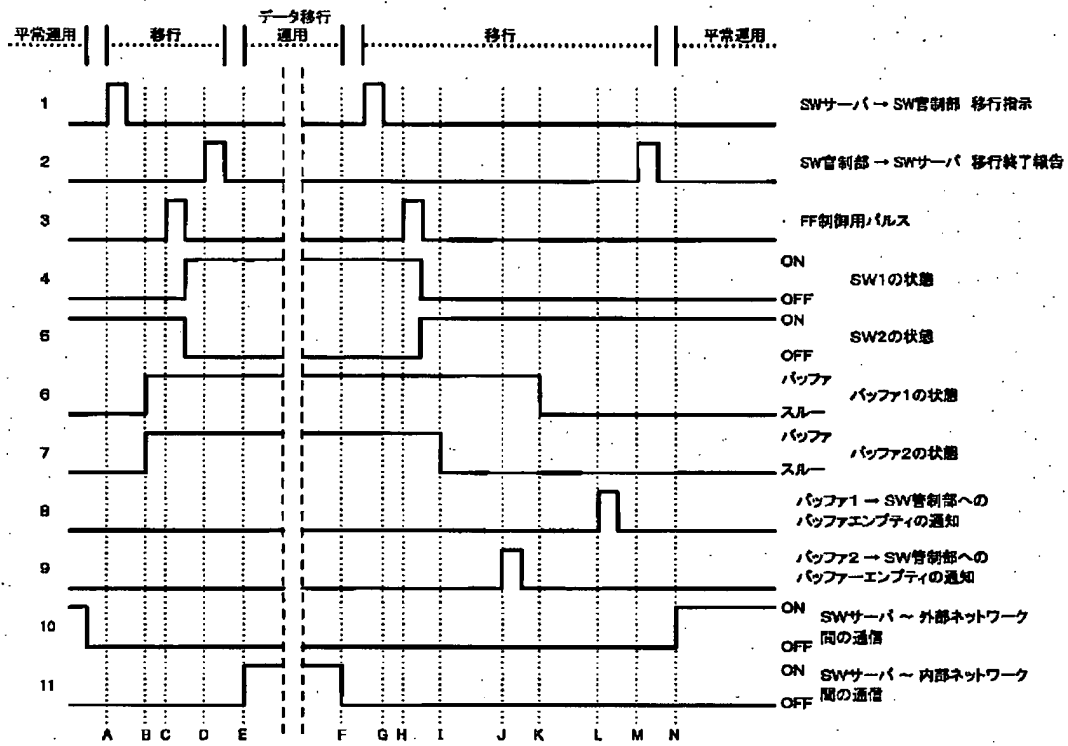 データ移行
平常運用 移行 運用 移行 平常運用
1 SWサーバ → SW官制部 移行指示
2 SW官制部 → SWサーバ 移行終了報告
3 FF制御用パルス
ON
4 SW1の状態
OFF
ON
5 SW2の状態
OFF
バッファ
6 バッファ1の状態
スルー
バッファ
7 バッファ2の状態
スルー
8 バッファ1 → SW管制部への
バッファエンプティの通知
9 バッファ2 → SW管制部への
バッファーエンプティの通知
ON SWサーバ ～ 外部ネットワーク
10
OFF 間の通信
ON SWサーバ ～ 内部ネットワーク
11 間の通信
OFF
A B C D E F G H I J K L M N